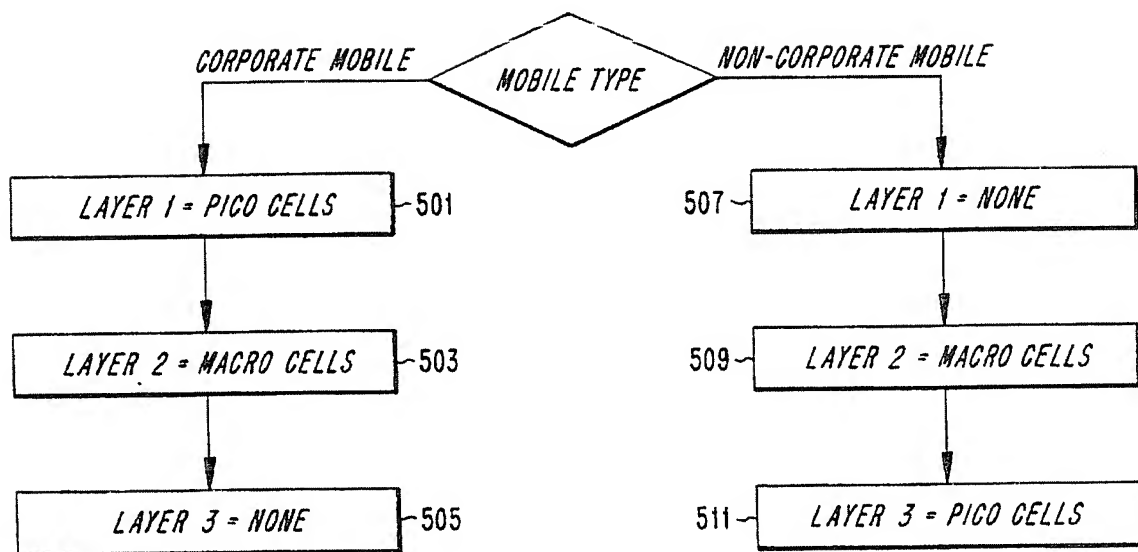 CORPORATE MOBILE
MOBILE TYPE
NON-CORPORATE MOBILE
LAYER 1 = PICO CELLS
501
507
LAYER 1 = NONE
LAYER 2 = MACRO CELLS
503
509
LAYER 2 = MACRO CELLS
LAYER 3 = NONE
505
511
LAYER 3 = PICO CELLS